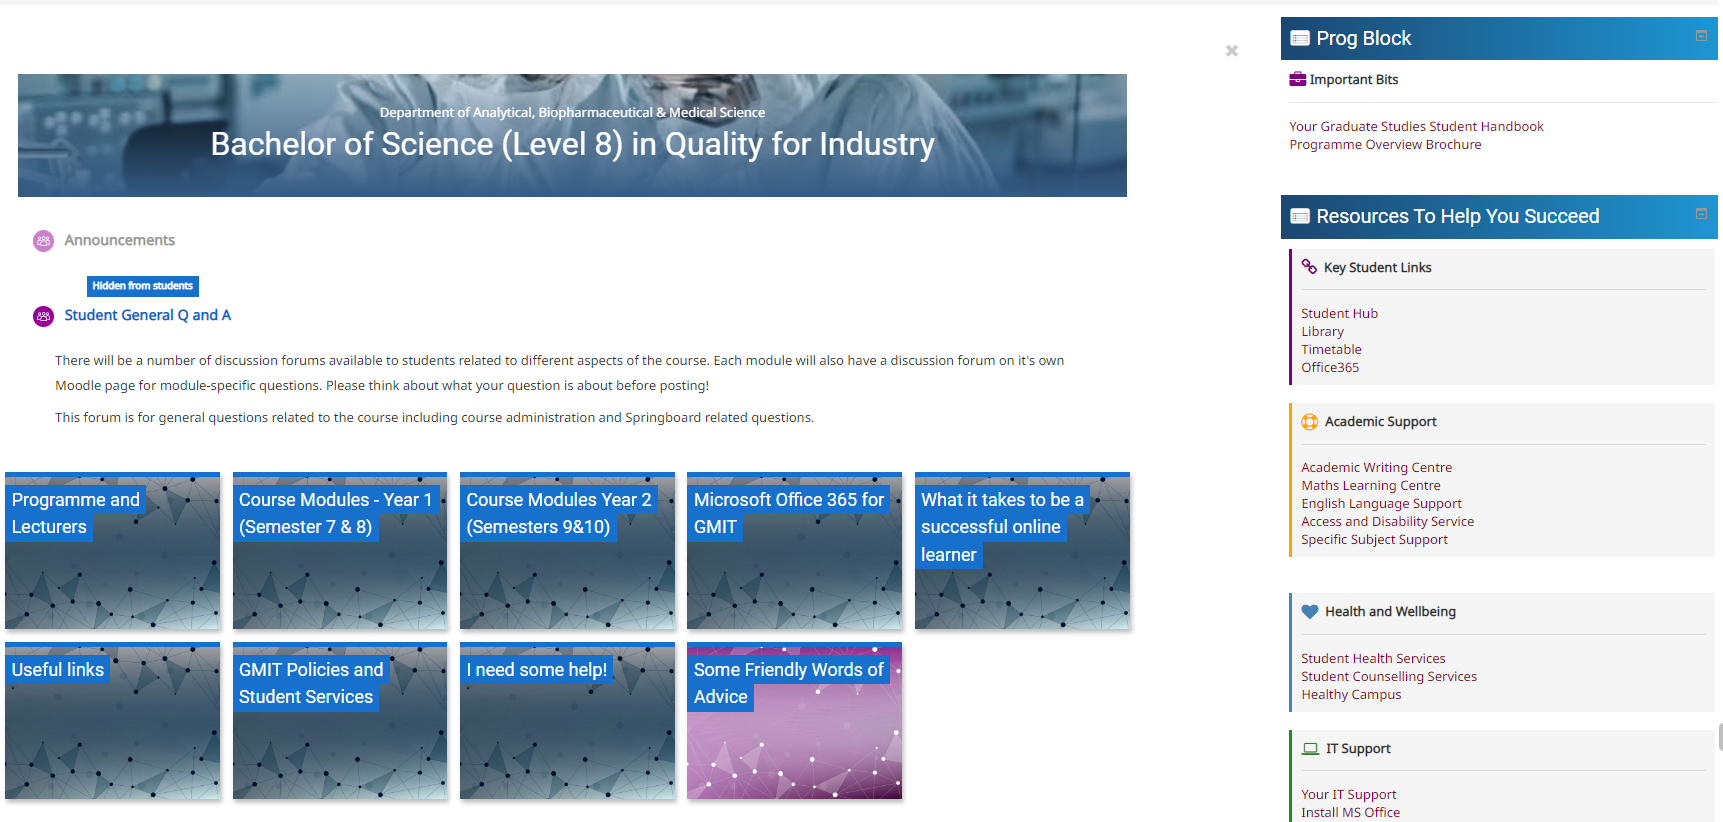 Department of Analytical, Biopharmaceutical & Medical Science
Bachelor of Science (Level 8) in Quality for Industry
Announcements
Hidden from students
Student General Q and A
There will be a number of discussion forums available to students related to different aspects of the course. Each module will also have a discussion forum on it's own
Moodle page for module-specific questions. Please think about what your question is about before posting!
This forum is for general questions related to the course including course administration and Springboard related questions.
Programme and
Lecturers
Course Modules - Year 1
(Semester 7 & 8)
Course Modules Year 2
(Semesters 9&10)
Microsoft Office 365 for
GMIT
What it takes to be a
successful online
learner
Useful links
GMIT Policies and
Student Services
I need some help!
Some Friendly Words of
Advice
Prog Block
Important Bits
Your Graduate Studies Student Handbook
Programme Overview Brochure
Resources To Help You Succeed
Key Student Links
Student Hub
Library
Timetable
Office365
Academic Support
Academic Writing Centre
Maths Learning Centre
English Language Support
Access and Disability Service
Specific Subject Support
Health and Wellbeing
Student Health Services
Student Counselling Services
Healthy Campus
IT Support
Your IT Support
Install MS Office